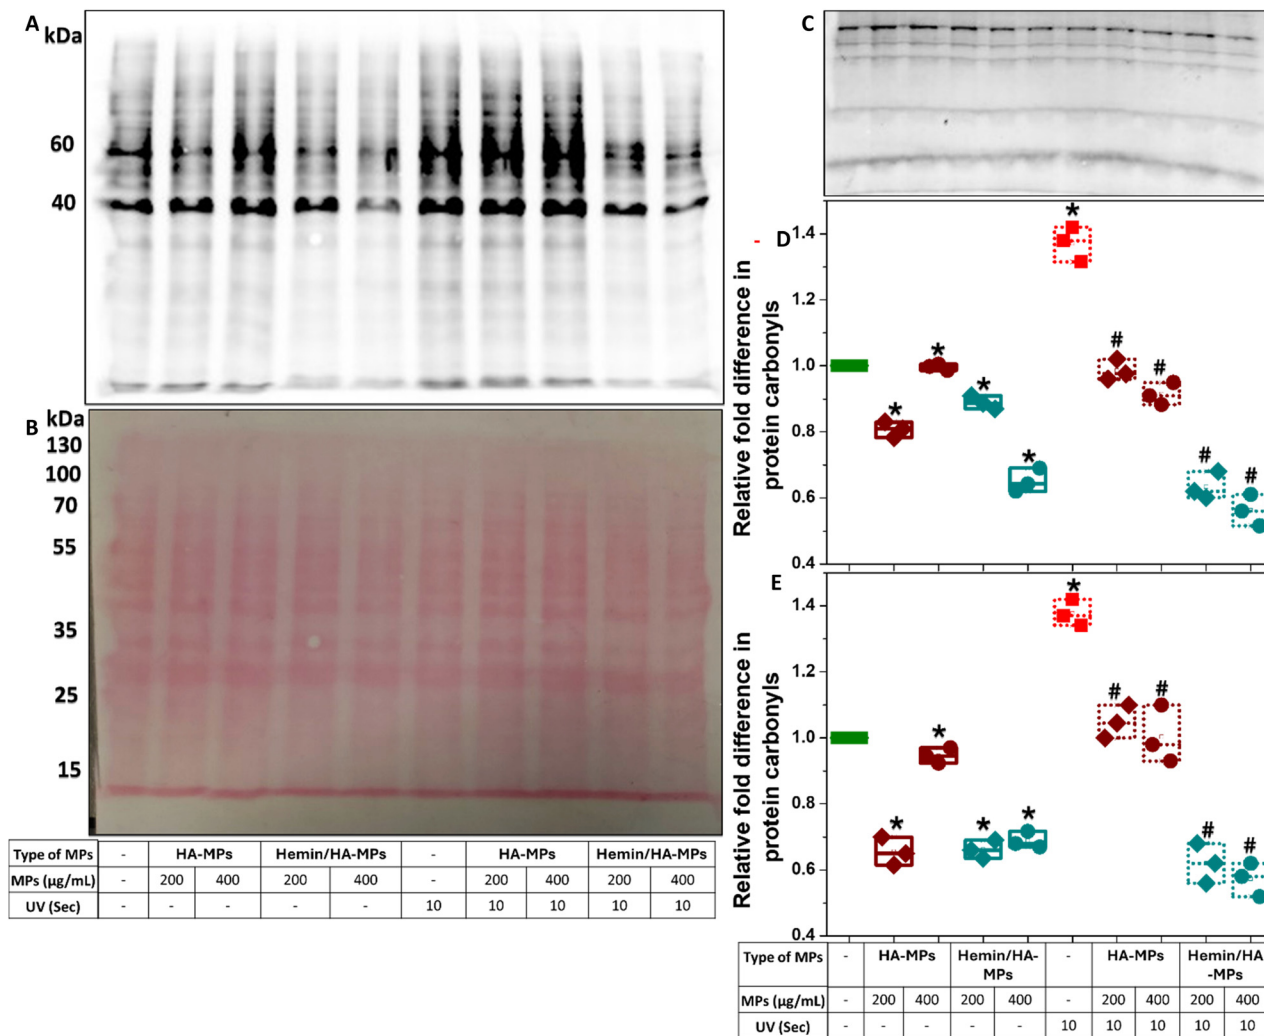 A
kDa
60
40
B
kDa
130
100
70
55
35
25
15
Type of MPs - HA-MPs Hemin/HA-MPs - HA-MPs Hemin/HA-MPs
MPs (µg/mL) - 200 400 200 400 - 200 400 200 400
UV (Sec) - - - - - 10 10 10 10 10
C
- D
Relative fold difference in
protein carbonyls
1.4
1.2
1.0
0.8
0.6
0.4
* * * * * # # # #
E
Relative fold difference in
protein carbonyls
1.4
1.2
1.0
0.8
0.6
0.4
* * * * * # # # #
Type of MPs - HA-MPs Hemin/HA-
MPs - HA-MPs Hemin/HA
-MPs
MPs (µg/mL) - 200 400 200 400 - 200 400 200 400
UV (Sec) - - - - - 10 10 10 10 10